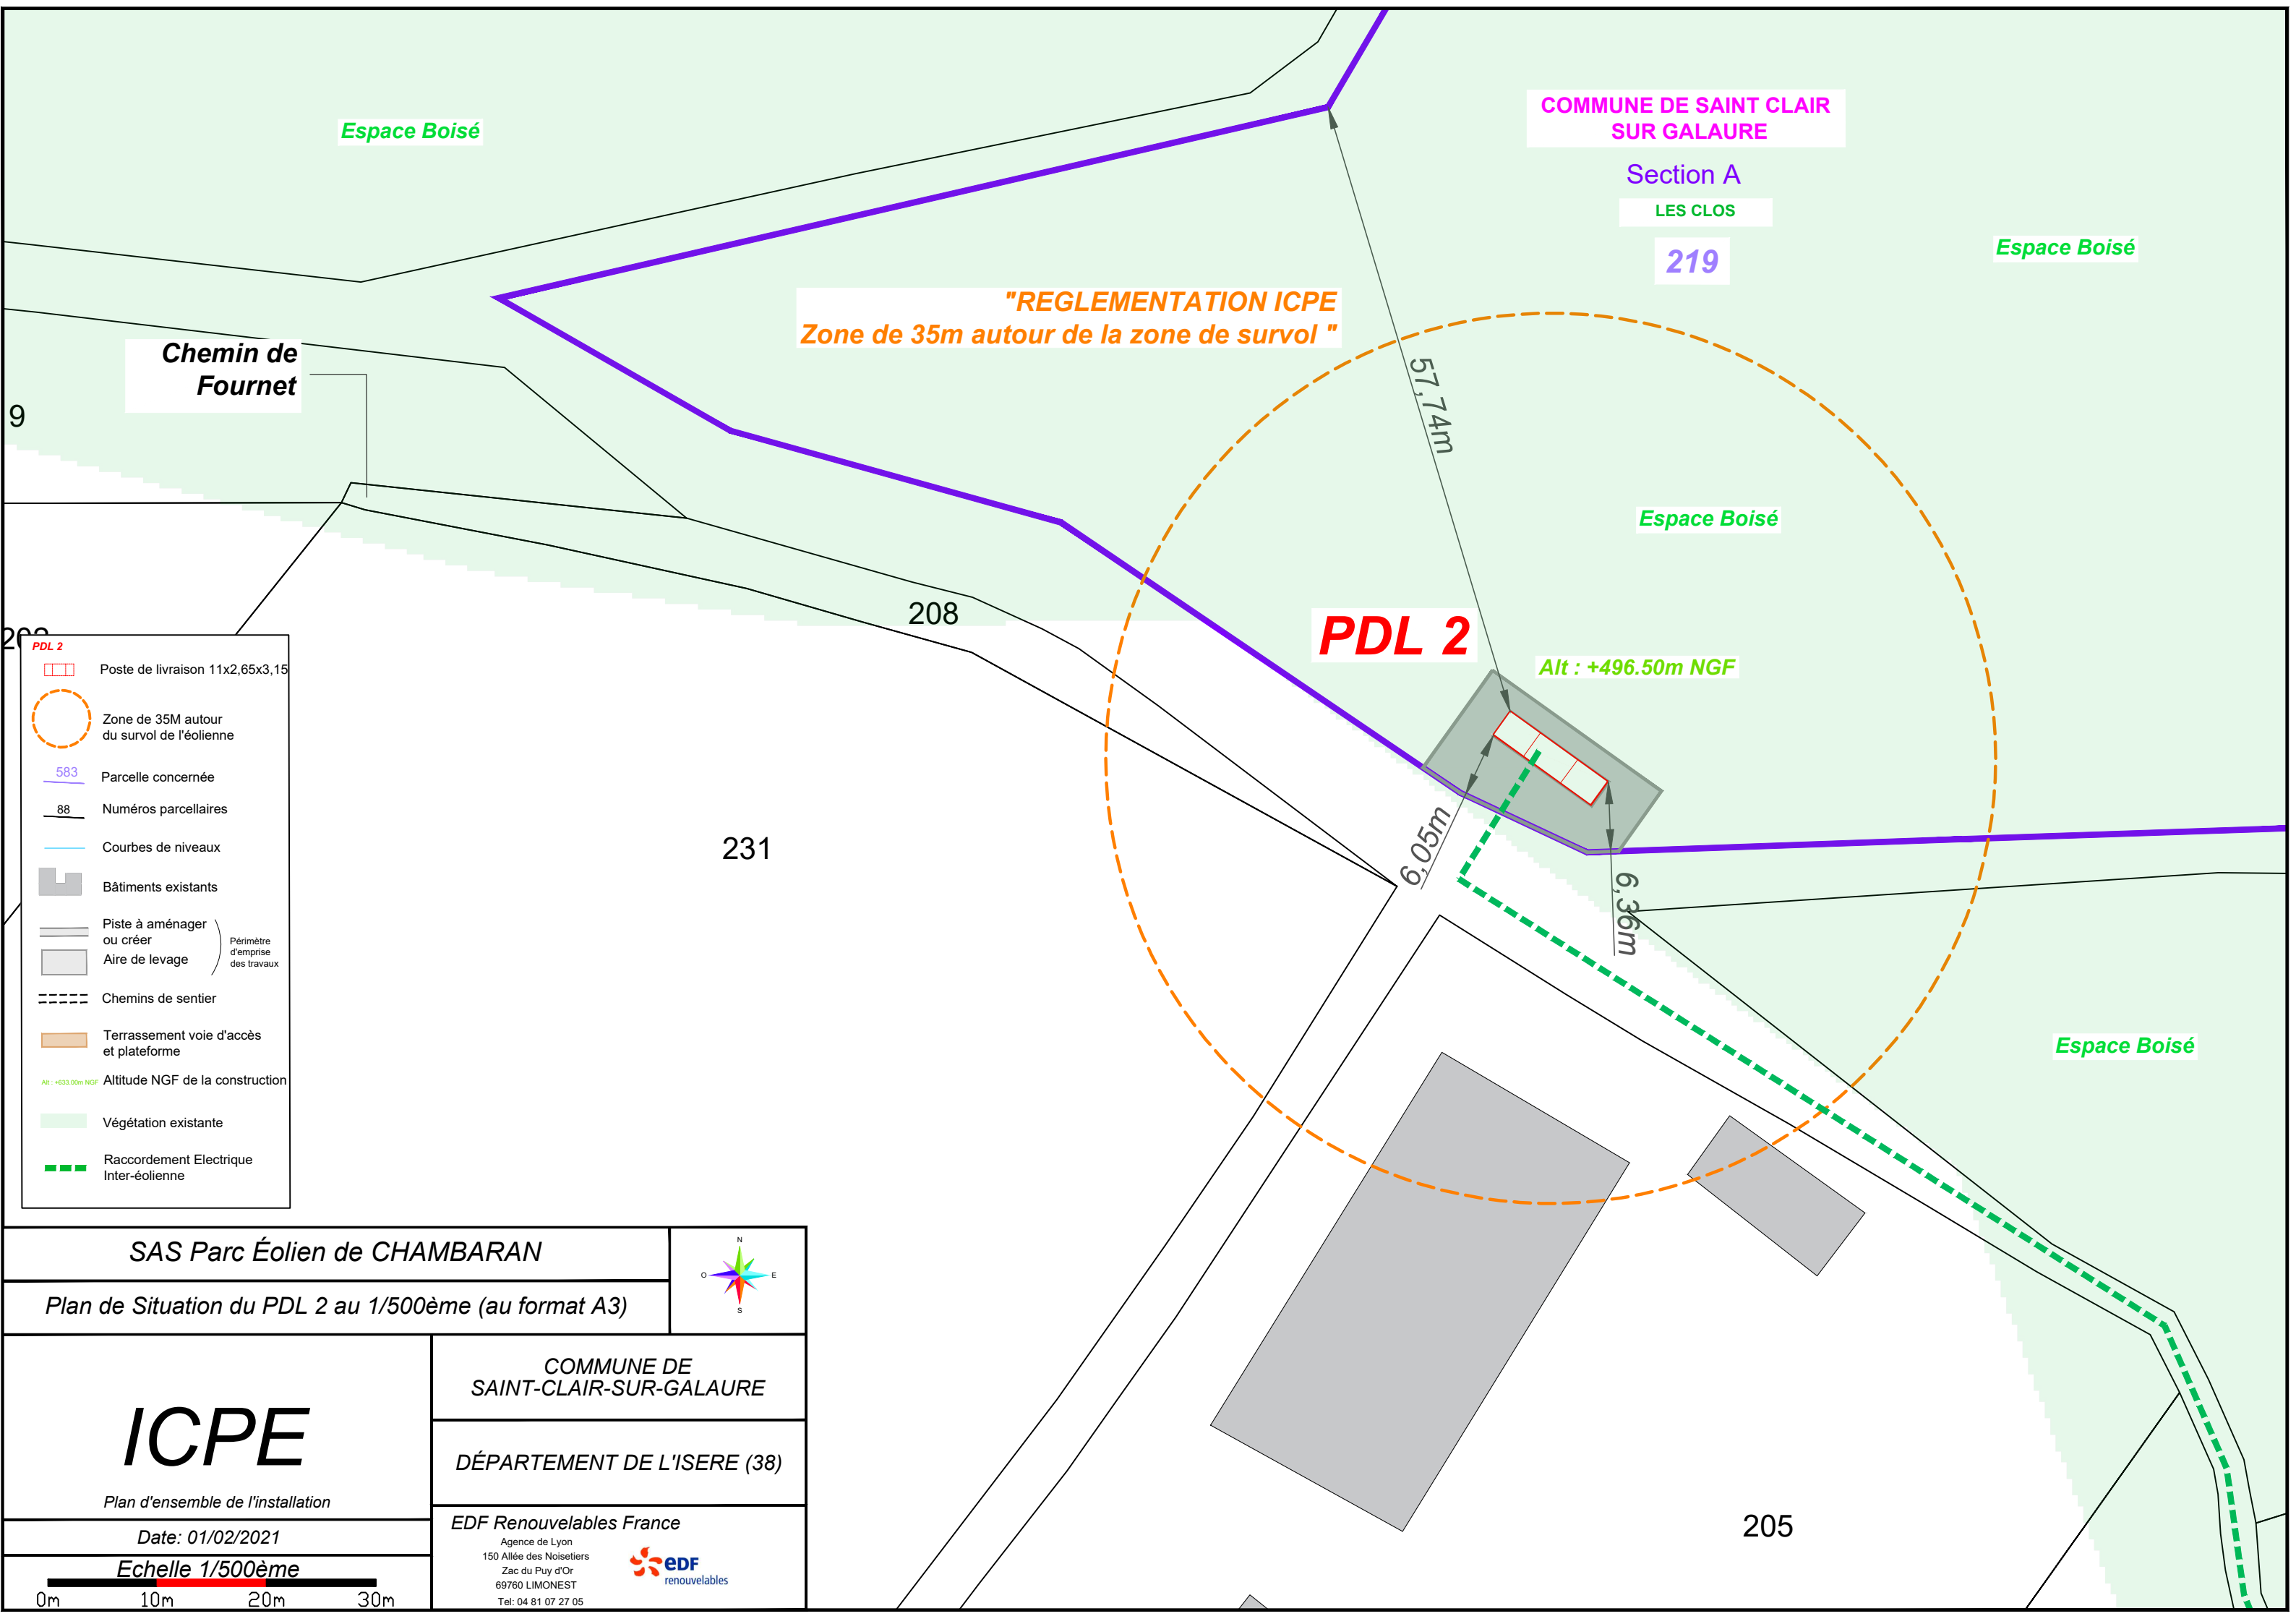 Espace Boisé
COMMUNE DE SAINT CLAIR
SUR GALAURE
Section A
LES CLOS
219
Espace Boisé
"REGLEMENTATION ICPE
Zone de 35m autour de la zone de survol "
Chemin de
Fournet
9
57,74m
Espace Boisé
208
PDL 2
Alt : +496.50m NGF
6,05m
6,36m
231
Espace Boisé
205
PDL 2
Poste de livraison 11x2,65x3,15
Zone de 35M autour
du survol de l'éolienne
583
Parcelle concernée
88
Numéros parcellaires
Courbes de niveaux
Bâtiments existants
Piste à aménager
ou créer
Aire de levage
Périmètre
d'emprise
des travaux
Chemins de sentier
Terrassement voie d'accès
et plateforme
Alt : +633.00m NGF
Altitude NGF de la construction
Végétation existante
Raccordement Electrique
Inter-éolienne
SAS Parc Éolien de CHAMBARAN
N
O
E
S
Plan de Situation du PDL 2 au 1/500ème (au format A3)
ICPE
Plan d'ensemble de l'installation
COMMUNE DE
SAINT-CLAIR-SUR-GALAURE
DÉPARTEMENT DE L'ISERE (38)
Date: 01/02/2021
Echelle 1/500ème
0m
10m
20m
30m
EDF Renouvelables France
Agence de Lyon
150 Allée des Noisetiers
Zac du Puy d'Or
69760 LIMONEST
Tel: 04 81 07 27 05
eDF
renouvelables